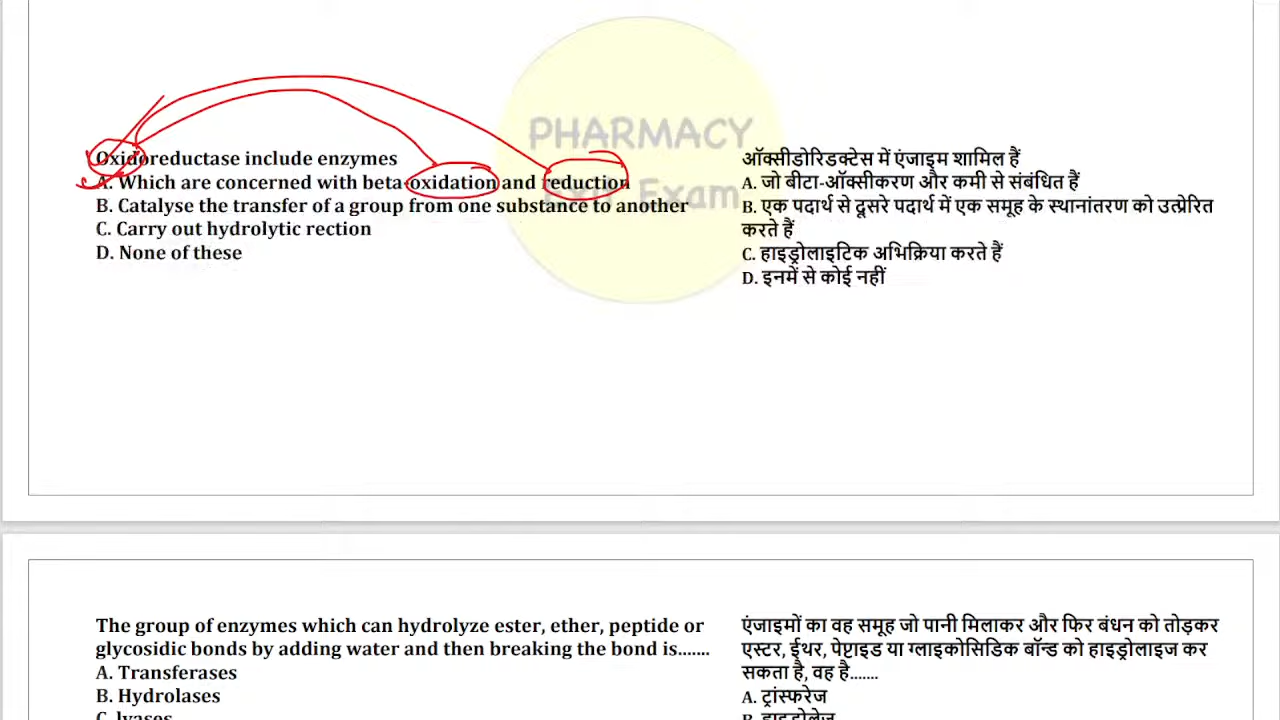 PHARMACY
Exit Exam
Oxidoreductase include enzymes
A. Which are concerned with beta-oxidation and reduction
B. Catalyse the transfer of a group from one substance to another
C. Carry out hydrolytic rection
D. None of these
ऑक्सीडोरिडक्टेस में एंजाइम शामिल हैं
A. जो बीटा-ऑक्सीकरण और कमी से संबंधित हैं
B. एक पदार्थ से दूसरे पदार्थ में एक समूह के स्थानांतरण को उत्प्रेरित
करते हैं
C. हाइड्रोलाइटिक अभिक्रिया करते हैं
D. इनमें से कोई नहीं
The group of enzymes which can hydrolyze ester, ether, peptide or
glycosidic bonds by adding water and then breaking the bond is.......
A. Transferases
B. Hydrolases
C. lyases
एंजाइमों का वह समूह जो पानी मिलाकर और फिर बंधन को तोड़कर
एस्टर, ईथर, पेप्टाइड या ग्लाइकोसिडिक बॉन्ड को हाइड्रोलाइज कर
सकता है, वह है.......
A. ट्रांस्फरेज
B. हाइड्रोलेज